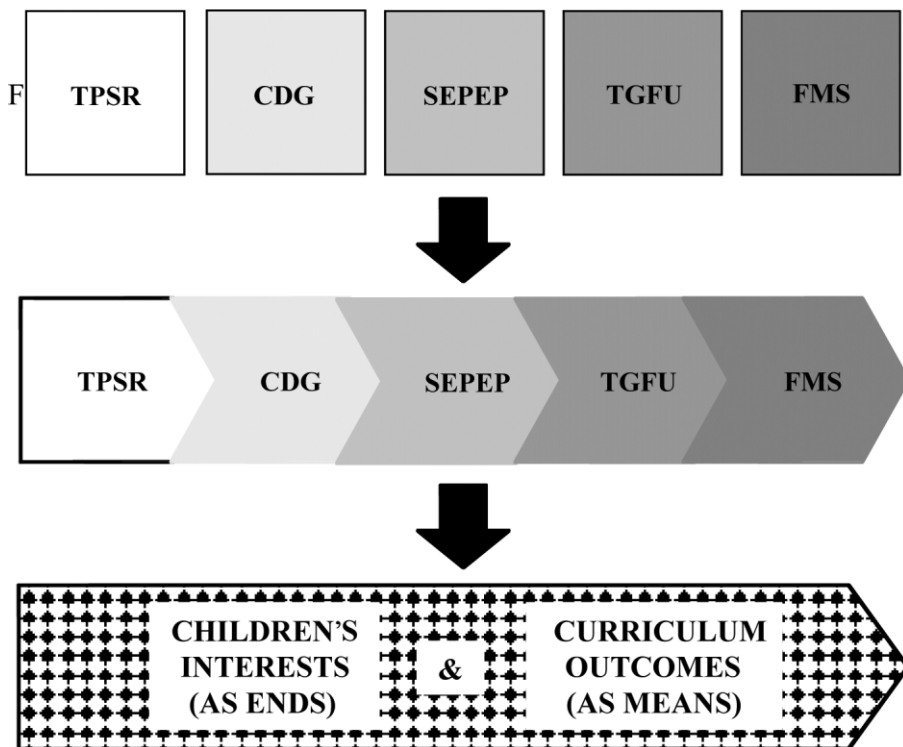 F TPSR CDG SEPEP TGFU FMS
TPSR CDG SEPEP TGFU FMS
CHILDREN’S
INTERESTS
(AS ENDS)
&
CURRICULUM
OUTCOMES
(AS MEANS)